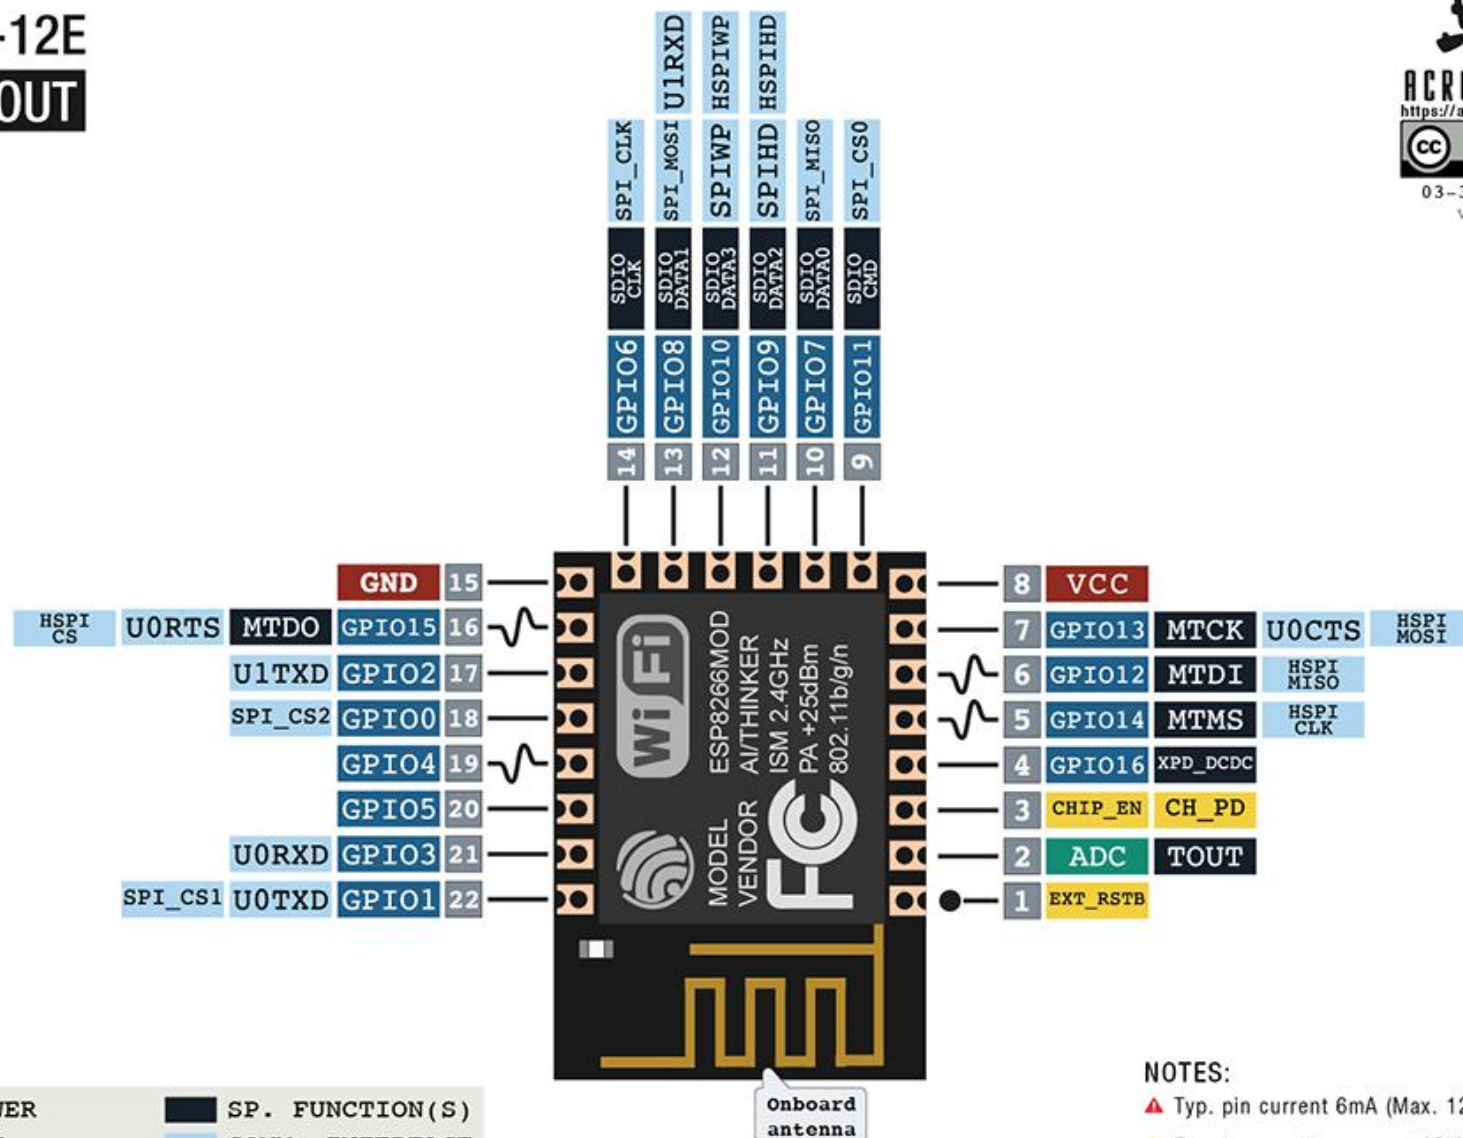 -12E
OUT
ACR
https://a
cc
03-3
U1RXD HSPIWP HSPIHD
SPI_CLK SPI_MOSI SPIWP SPIHD SPI_MISO SPI_CS0
SDIO CLK SDIO DATA1 SDIO DATA3 SDIO DATA2 SDIO DATA0 SDIO CMD
GPIO6 GPIO8 GPIO10 GPIO9 GPIO7 GPIO11
14 13 12 11 10 9
GND 15
HSPI CS U0RTS MTDO GPIO15 16
U1TXD GPIO2 17
SPI_CS2 GPIO0 18
GPIO4 19
GPIO5 20
U0RXD GPIO3 21
SPI_CS1 U0TXD GPIO1 22
WiFi
MODEL ESP8266MOD
VENDOR AI/THINKER
ISM 2.4GHz
PA +25dBm
802.11b/g/n
FC
8 VCC
7 GPIO13 MTCK U0CTS HSPI MOSI
6 GPIO12 MTDI HSPI MISO
5 GPIO14 MTMS HSPI CLK
4 GPIO16 XPD_DCDC
3 CHIP_EN CH_PD
2 ADC TOUT
1 EXT_RSTB
Onboard
antenna
WER
SP. FUNCTION(S)
NOTES:
Typ. pin current 6mA (Max. 12